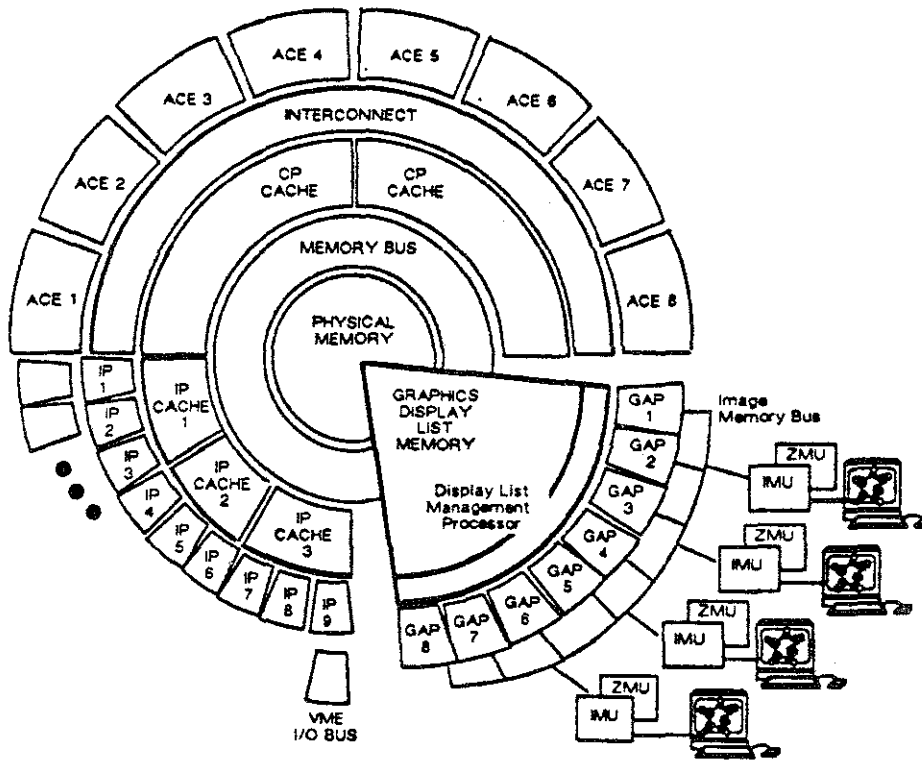 ACE 1
ACE 2
ACE 3
ACE 4
ACE 5
ACE 6
ACE 7
ACE 8
INTERCONNECT
CP
CACHE
CP
CACHE
MEMORY BUS
PHYSICAL
MEMORY
IP
1
IP
2
IP
3
IP
4
IP
5
IP
6
IP
7
IP
8
IP
9
IP
CACHE
1
IP
CACHE
2
IP
CACHE
3
VME
I/O BUS
GRAPHICS
DISPLAY
LIST
MEMORY
Display List
Management
Processor
GAP
1
GAP
2
GAP
3
GAP
4
GAP
5
GAP
6
GAP
7
GAP
8
Image
Memory Bus
ZMU
IMU
ZMU
IMU
ZMU
IMU
ZMU
IMU